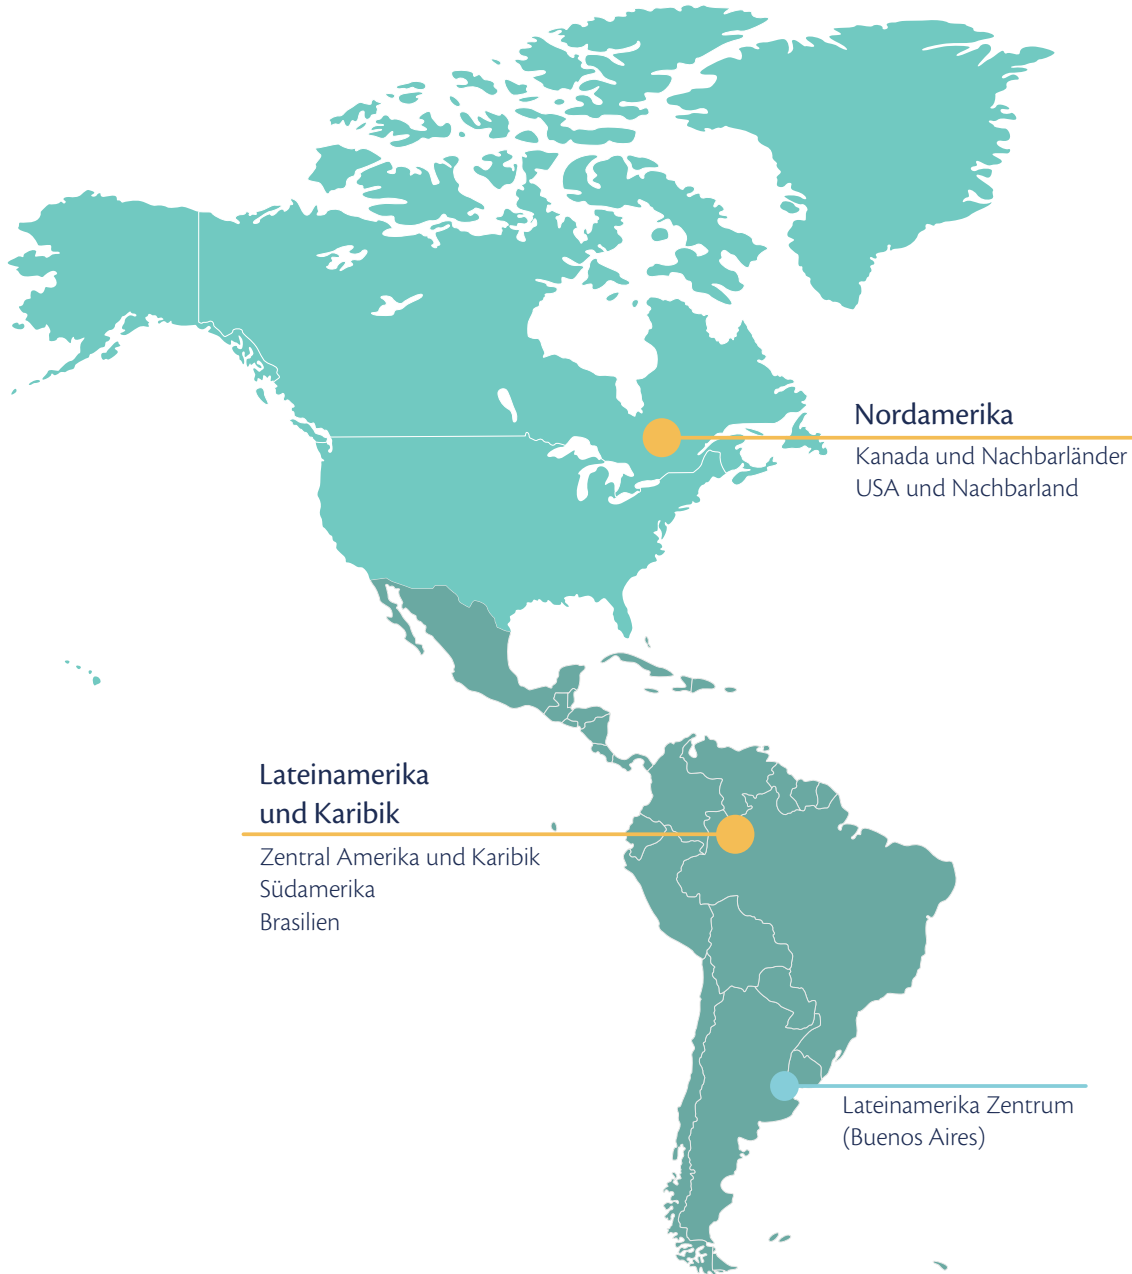 Nordamerika
Kanada und Nachbarländer
USA und Nachbarland
Lateinamerika
und Karibik
Zentral Amerika und Karibik
Südamerika
Brasilien
Lateinamerika Zentrum
(Buenos Aires)